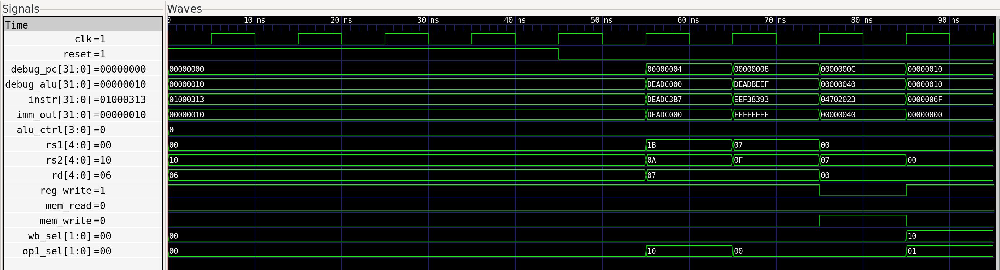 Signals Waves
Time 0 10 ns 20 ns 30 ns 40 ns 50 ns 60 ns 70 ns 80 ns 90 ns
clk =1
reset =1
debug_pc[31:0] =00000000 00000000 00000004 00000008 0000000C 00000010
debug_alu[31:0] =00000010 00000010 DEADC000 DEADBEEF 00000040 00000010
instr[31:0] =01000313 01000313 DEADC3B7 EEF38393 04702023 0000006F
imm_out[31:0] =00000010 00000010 DEADC000 FFFFFEEF 00000040 00000000
alu_ctrl[3:0] =0 0
rs1[4:0] =00 00 1B 07 00
rs2[4:0] =10 10 0A 0F 07 00
rd[4:0] =06 06 07 00
reg_write =1
mem_read =0
mem_write =0
wb_sel[1:0] =00 00 10
op1_sel[1:0] =00 00 10 00 01